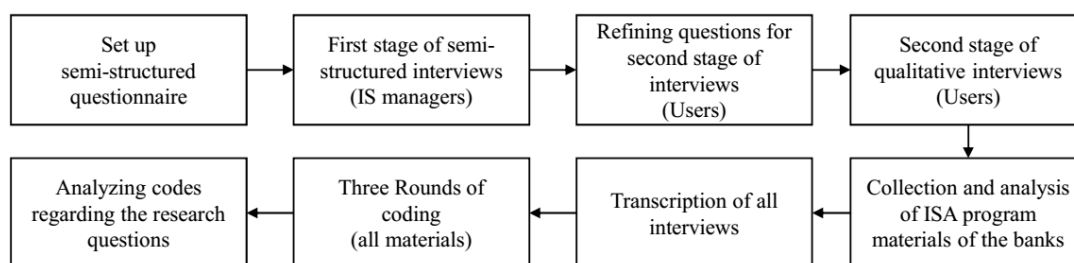 Set up
semi-structured
questionnaire
First stage of semi-
structured interviews
(IS managers)
Refining questions for
second stage of
interviews
(Users)
Second stage of
qualitative interviews
(Users)
Collection and analysis
of ISA program
materials of the banks
Transcription of all
interviews
Three Rounds of
coding
(all materials)
Analyzing codes
regarding the research
questions